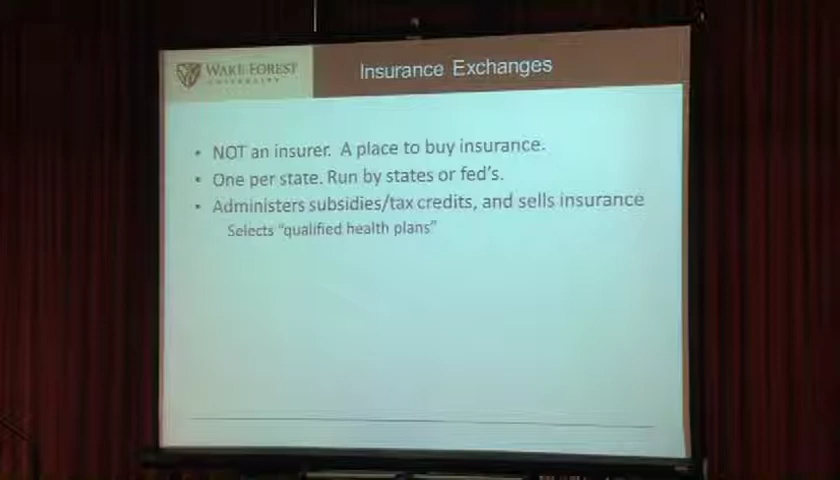 WAKE FOREST
UNIVERSITY
Insurance Exchanges
• NOT an insurer. A place to buy insurance.
• One per state. Run by states or fed's.
• Administers subsidies/tax credits, and sells insurance
Selects "qualified health plans"